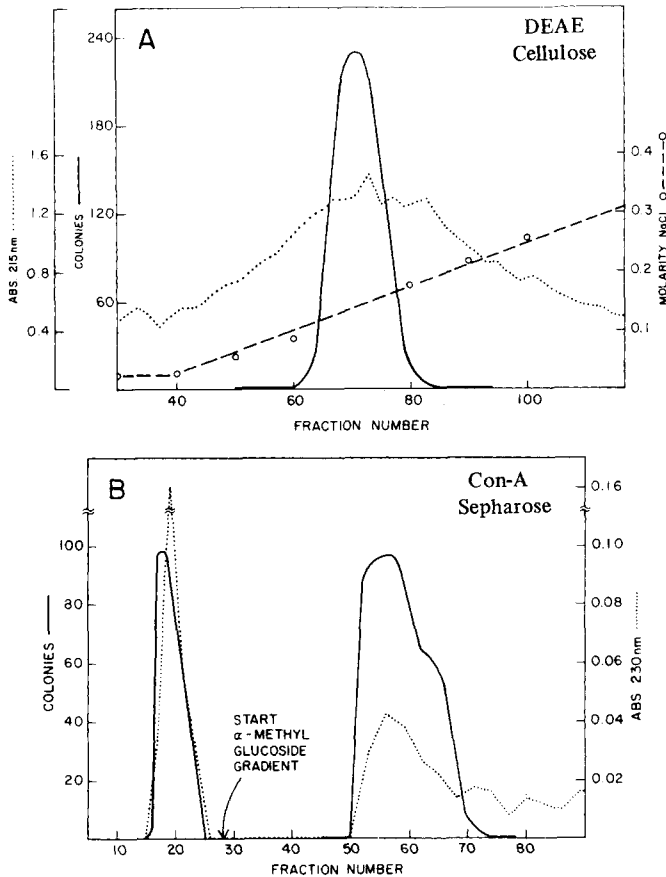 A
DEAE
Cellulose
240
180
120
60
1.6
1.2
0.8
0.4
ABS 215nm
COLONIES
0.4
0.3
0.2
0.1
MOLARITY NaCl
40
60
80
100
FRACTION NUMBER
B
Con-A
Sepharose
100
80
60
40
20
COLONIES
0.16
0.10
0.08
0.06
0.04
0.02
ABS 230nm
START
α-METHYL
GLUCOSIDE
GRADIENT
10
20
30
40
50
60
70
80
FRACTION NUMBER